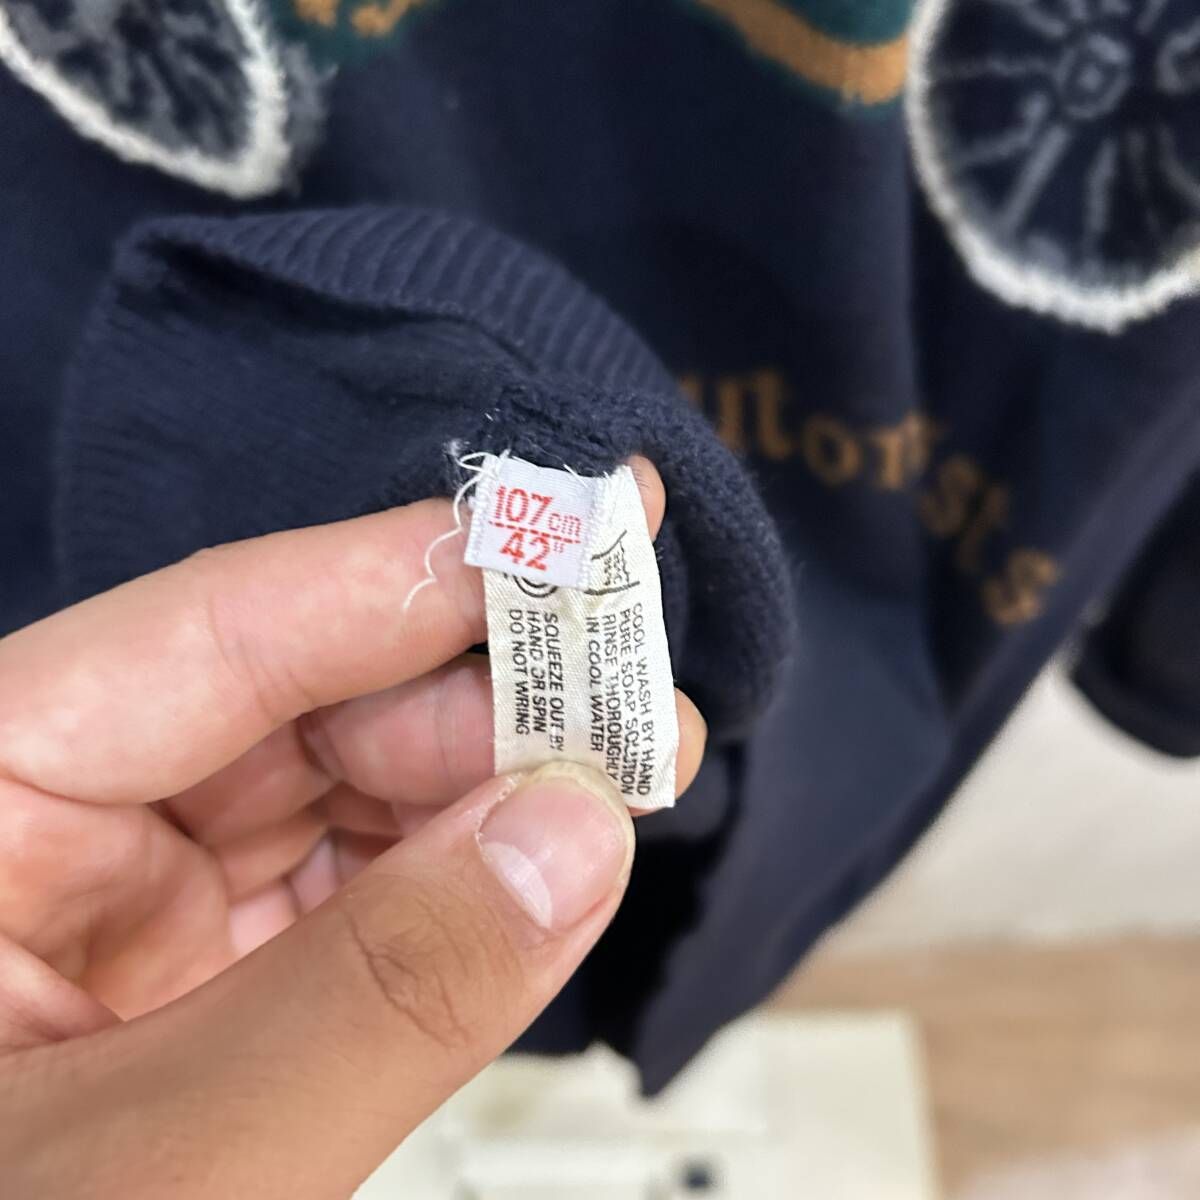 107cm
42"
COOL WASH BY HAND
PURE SOAP SOLUTION
RINSE THOROUGHLY
IN COOL WATER
SQUEEZE OUT BY
HAND OR SPIN
DO NOT WRING